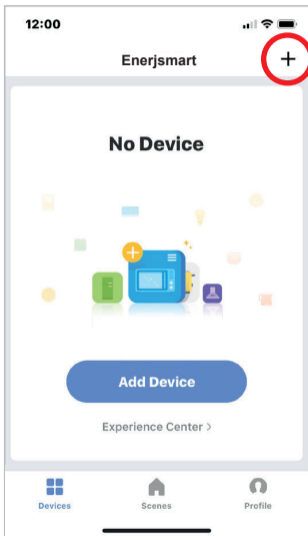 12:00
Enerjsmart
+
No Device
Add Device
Experience Center >
Devices Scenes Profile